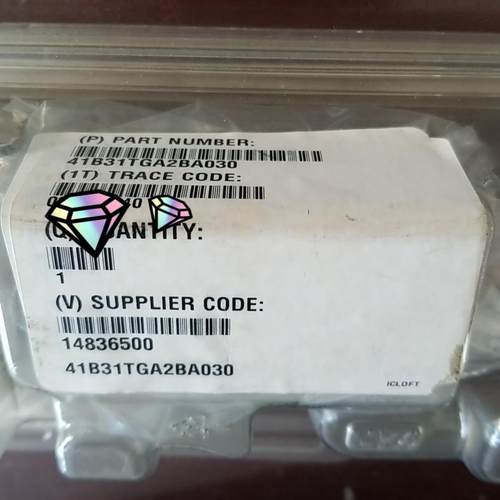 (P) PART NUMBER:
41B31TGA2BA030
(1T) TRACE CODE:
(V) SUPPLIER CODE:
1
14836500
41B31TGA2BA030
ICLOFT